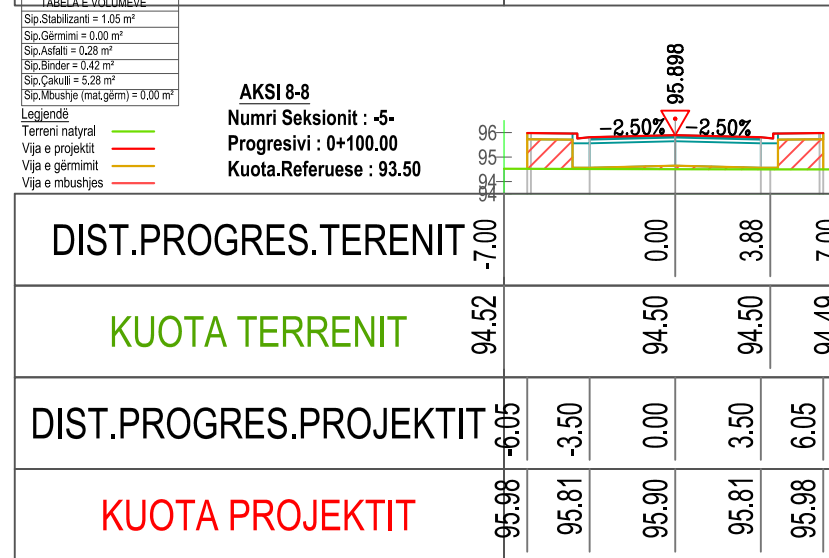 TABELA E VOLUMEVE
Sip.Stabilizanti = 1.05 m²
Sip.Gërmimi = 0.00 m²
Sip.Asfalti = 0.28 m²
Sip.Binder = 0.42 m²
Sip.Çakulli = 5.28 m²
Sip.Mbushje (mat.gërm) = 0.00 m²
Legjendë
Terreni natyral
Vija e projektit
Vija e gërmimit
Vija e mbushjes
AKSI 8-8
Numri Seksionit : -5-
Progresivi : 0+100.00
Kuota.Referuese : 93.50
95.898
-2.50% -2.50%
96
95
94
94
DIST.PROGRES.TERENIT -7.00 0.00 3.88 7.00
KUOTA TERRENIT 94.52 94.50 94.50 94.49
DIST.PROGRES.PROJEKTIT -6.05 -3.50 0.00 3.50 6.05
KUOTA PROJEKTIT 95.98 95.81 95.90 95.81 95.98